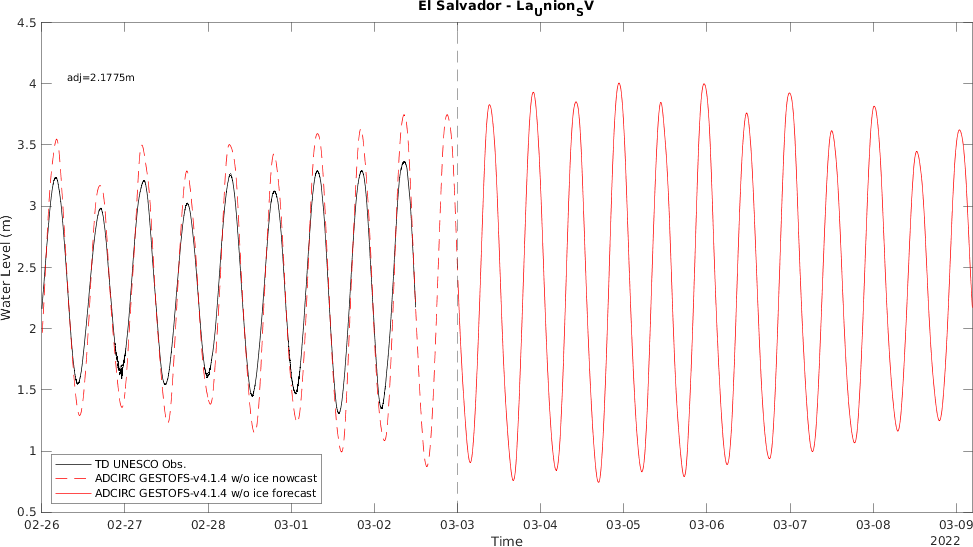 El Salvador - LaUnionSV
adj=2.1775m
Water Level (m)
4.5
4
3.5
3
2.5
2
1.5
1
0.5
TD UNESCO Obs.
ADCIRC GESTOFS-v4.1.4 w/o ice nowcast
ADCIRC GESTOFS-v4.1.4 w/o ice forecast
02-26 02-27 02-28 03-01 03-02 03-03 03-04 03-05 03-06 03-07 03-08 03-09
Time
2022